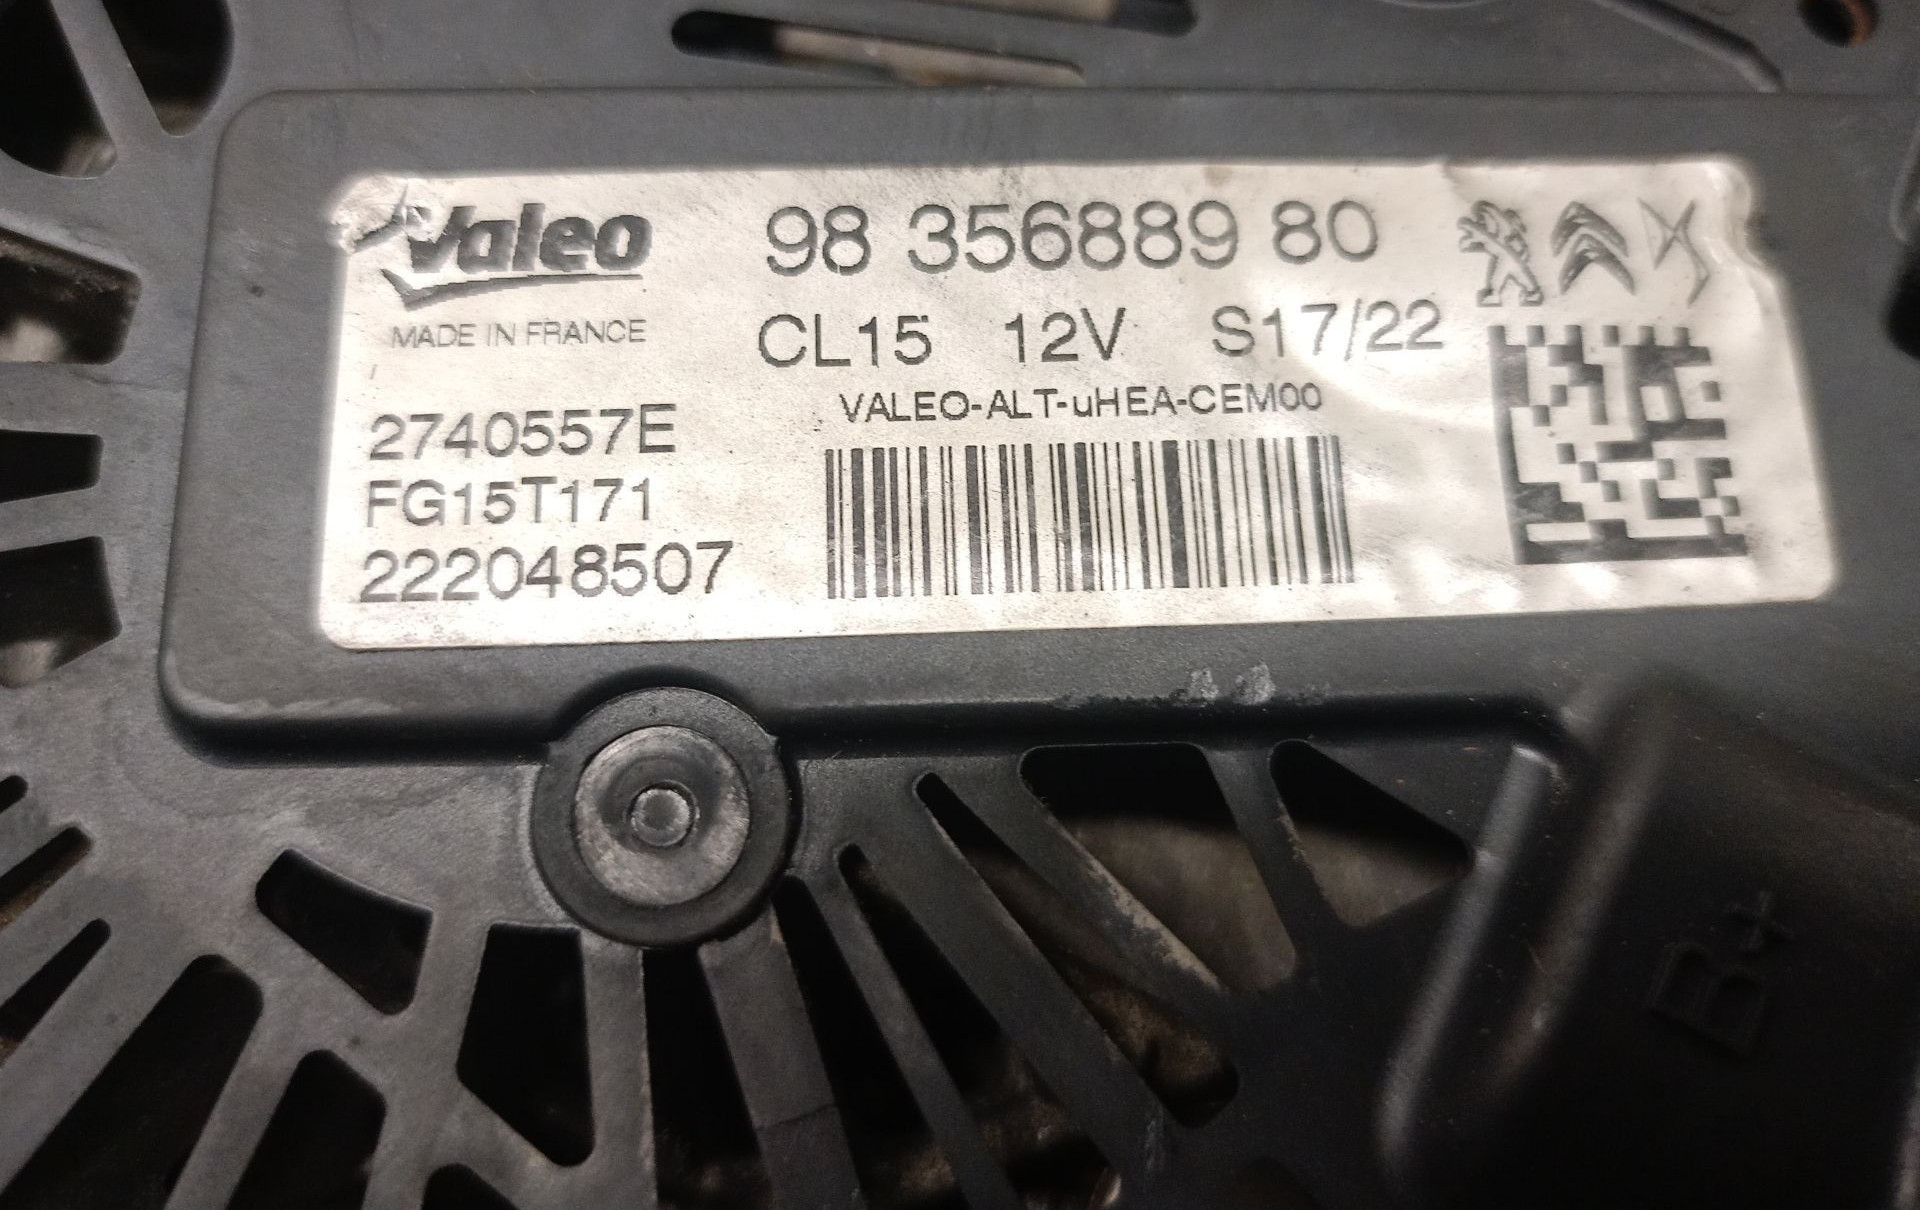 Valeo
98 356889 80
MADE IN FRANCE
CL15 12V S17/22
VALEO-ALT-uHEA-CEM00
2740557E
FG15T171
222048507
B+